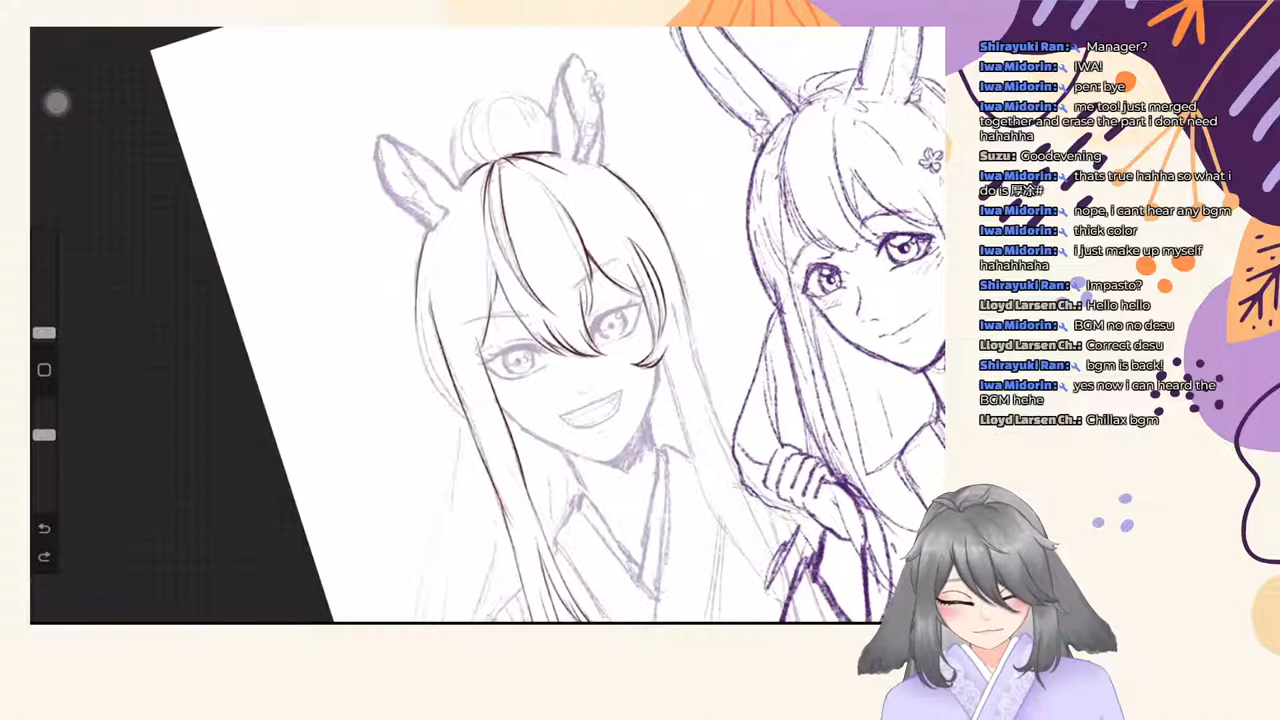 Shirayuki Ran: Manager?
Iwa Midorin: IWA!
Iwa Midorin: pen: bye
Iwa Midorin: me too! just merged
together and erase the part i dont need
hahahha
Suzu: Goodevening
Iwa Midorin: thats true hahha so what i
do is 厚涂#
Iwa Midorin: nope, i cant hear any bgm
Iwa Midorin: thick color
Iwa Midorin: i just make up myself
hahahhaha
Shirayuki Ran: Impasto?
Lloyd Larsen Ch.: Hello hello
Iwa Midorin: BGM no no desu
Lloyd Larsen Ch.: Correct desu
Shirayuki Ran: bgm is back!
Iwa Midorin: yes now i can heard the
BGM hehe
Lloyd Larsen Ch.: Chillax bgm